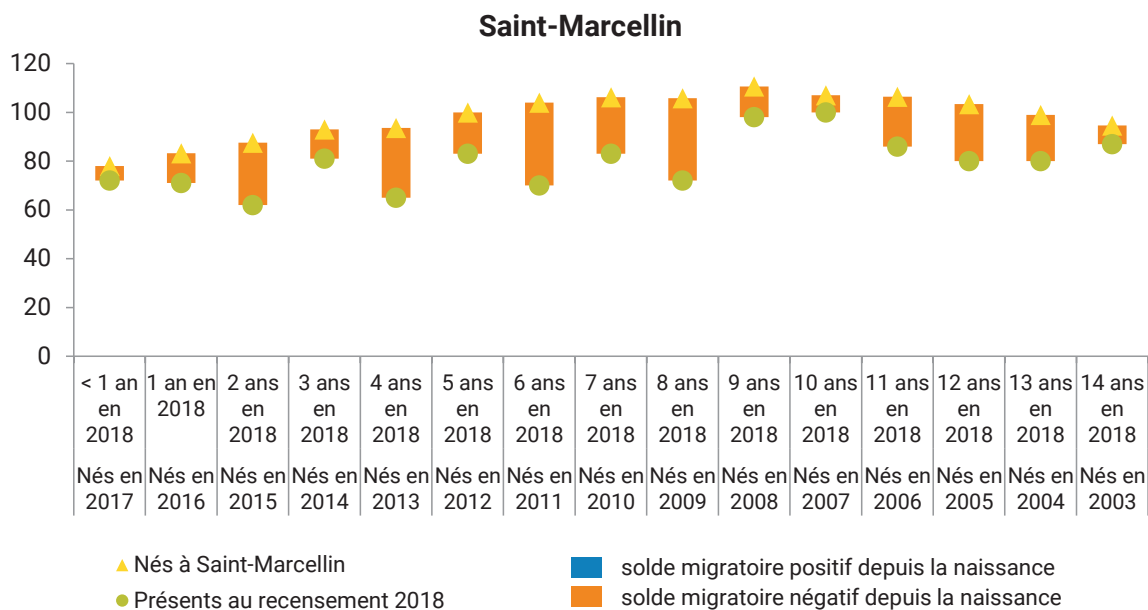 Saint-Marcellin
120
100
80
60
40
20
0
< 1 an en 2018
1 an en 2018
2 ans en 2018
3 ans en 2018
4 ans en 2018
5 ans en 2018
6 ans en 2018
7 ans en 2018
8 ans en 2018
9 ans en 2018
10 ans en 2018
11 ans en 2018
12 ans en 2018
13 ans en 2018
14 ans en 2018
Nés en 2017
Nés en 2016
Nés en 2015
Nés en 2014
Nés en 2013
Nés en 2012
Nés en 2011
Nés en 2010
Nés en 2009
Nés en 2008
Nés en 2007
Nés en 2006
Nés en 2005
Nés en 2004
Nés en 2003
Nés à Saint-Marcellin
Présents au recensement 2018
solde migratoire positif depuis la naissance
solde migratoire négatif depuis la naissance